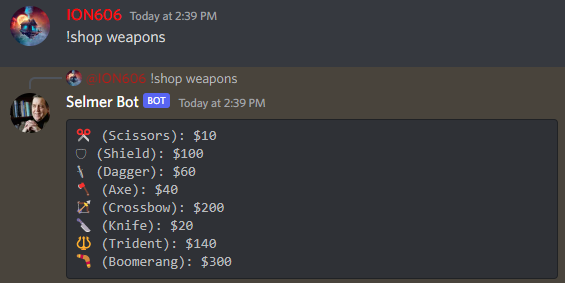 ION606 Today at 2:39 PM
!shop weapons
ION606 !shop weapons
Selmer Bot BOT Today at 2:39 PM
(Scissors): $10
(Shield): $100
(Dagger): $60
(Axe): $40
(Crossbow): $200
(Knife): $20
(Trident): $140
(Boomerang): $300